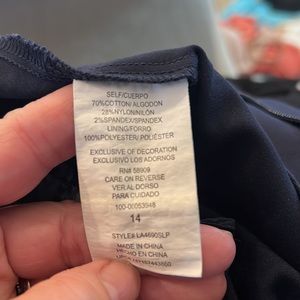 SELF/CUERPO
70%COTTON/ALGODON
28%NYLON/NILON
2%SPANDEX/SPANDEX
LINING/FORRO
100%POLYESTER/ POLIÉSTER
EXCLUSIVE OF DECORATION
EXCLUSIVO LOS ADORNOS
RN# 58909
CARE ON REVERSE
VER AL DORSO
PARA CUIDADO
100-00053948
14
STYLE# LA4690SLP
MADE IN CHINA
HECHO EN CHINA